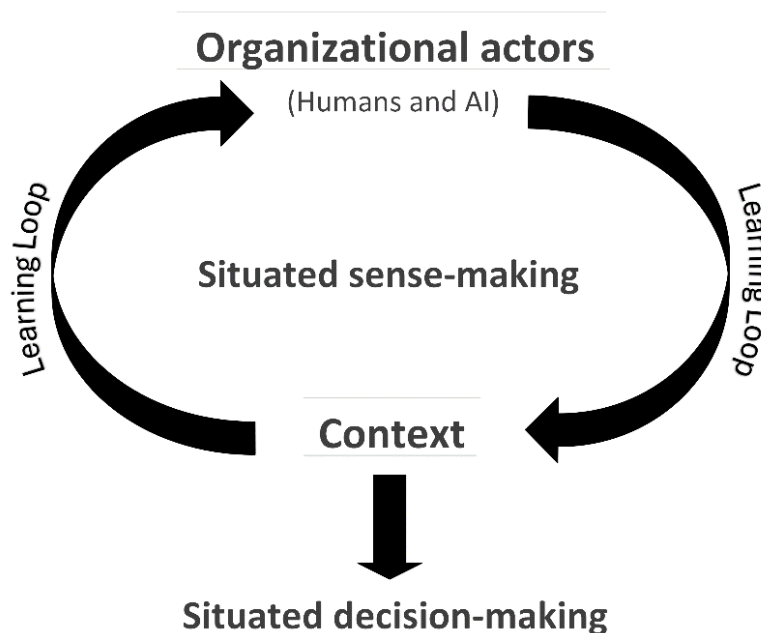 Organizational actors
(Humans and AI)
Learning Loop
Learning Loop
Situated sense-making
Context
Situated decision-making